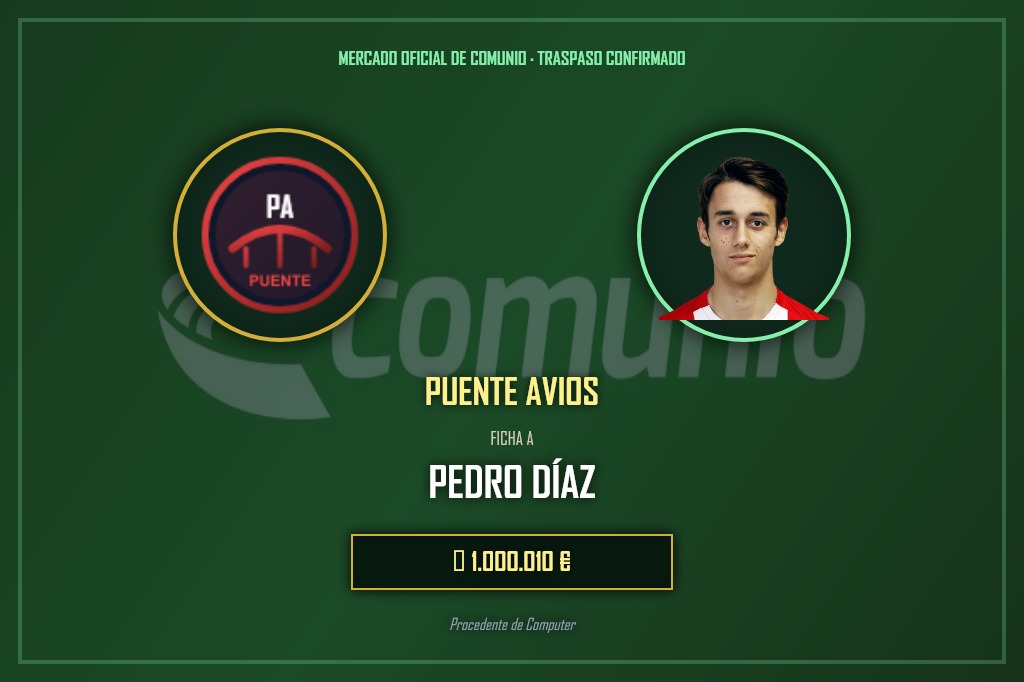 MERCADO OFICIAL DE COMUNIO · TRASPASO CONFIRMADO
PA
PUENTE
comunio
PUENTE AVIOS
FICHA A
PEDRO DÍAZ
1.000.010 €
Procedente de Computer